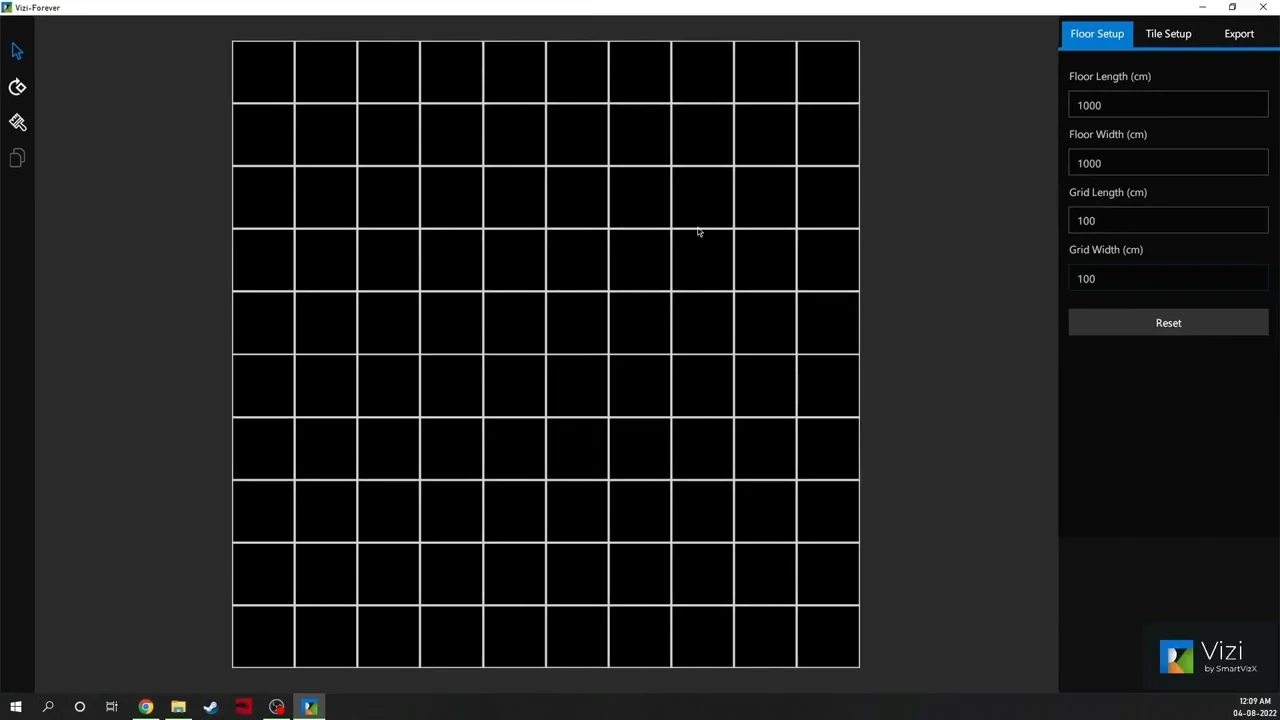 Vizi-Forever
Floor Setup
Tile Setup
Export
Floor Length (cm)
1000
Floor Width (cm)
1000
Grid Length (cm)
100
Grid Width (cm)
100
Reset
Vizi
by SmartVizX
12:09 AM
04-08-2022